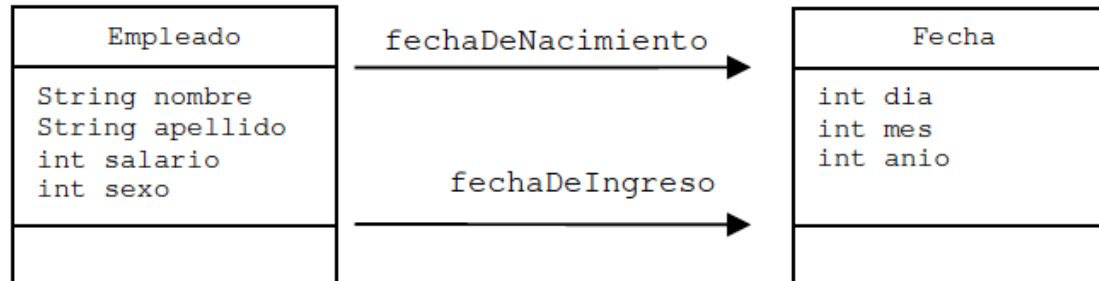 Empleado
String nombre
String apellido
int salario
int sexo
fechaDeNacimiento
fechaDeIngreso
Fecha
int dia
int mes
int anio